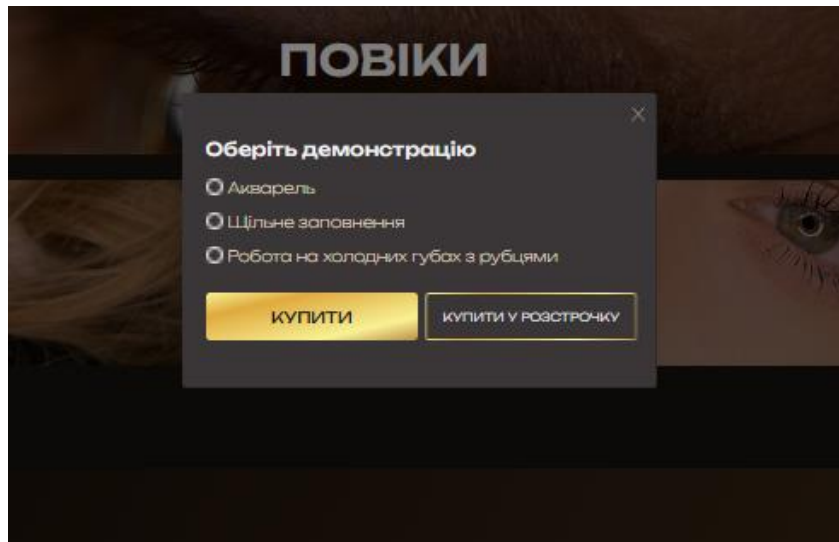 ПОВІКИ
Оберіть демонстрацію
Акварель
Щільне заповнення
Робота на холодних губах з рубцями
КУПИТИ
КУПИТИ У РОЗСТРОЧКУ